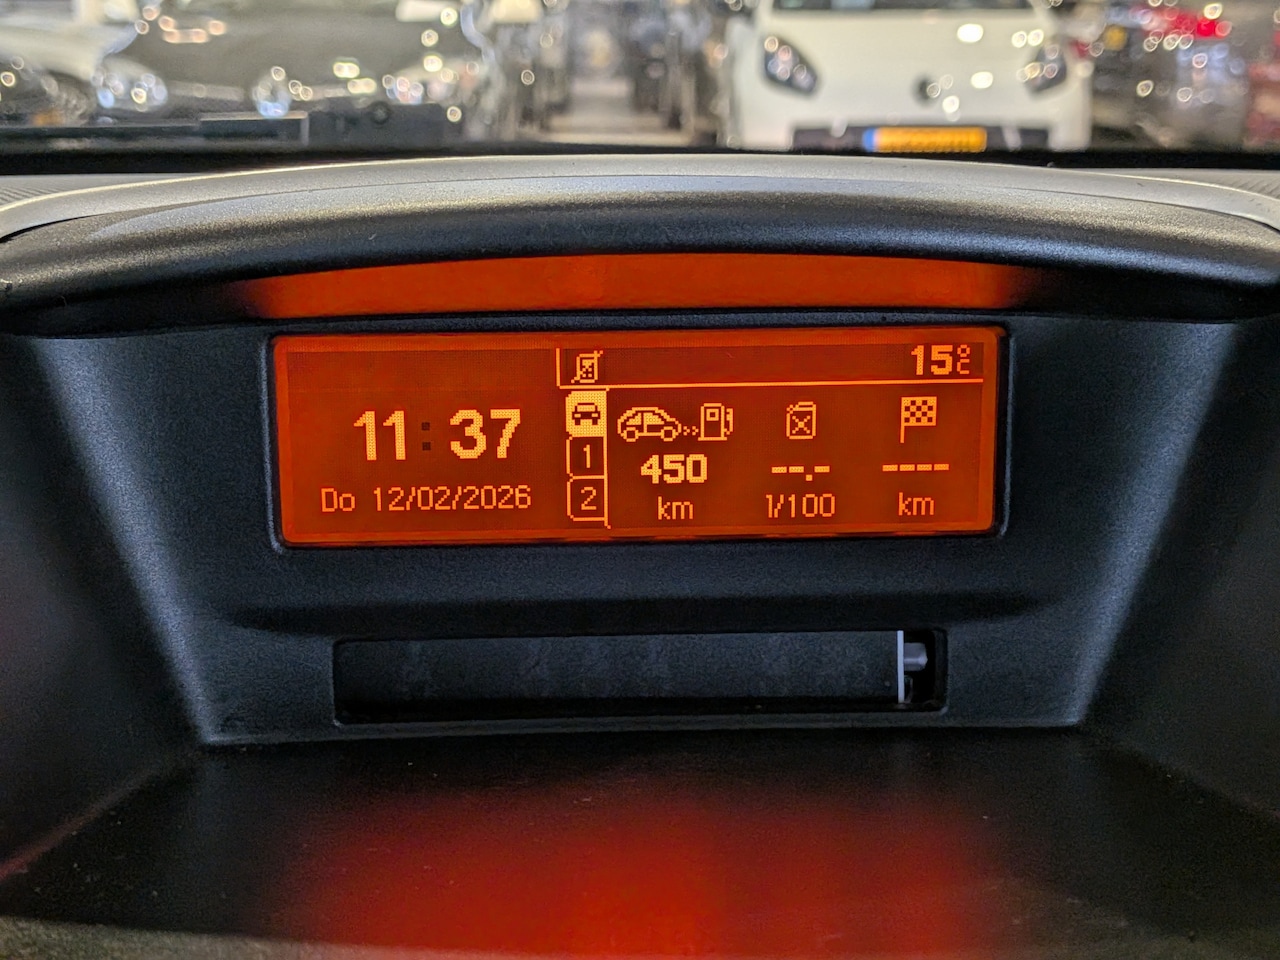 15°C
11:37
Do 12/02/2026
1
2
450 --.- ----
km l/100 km